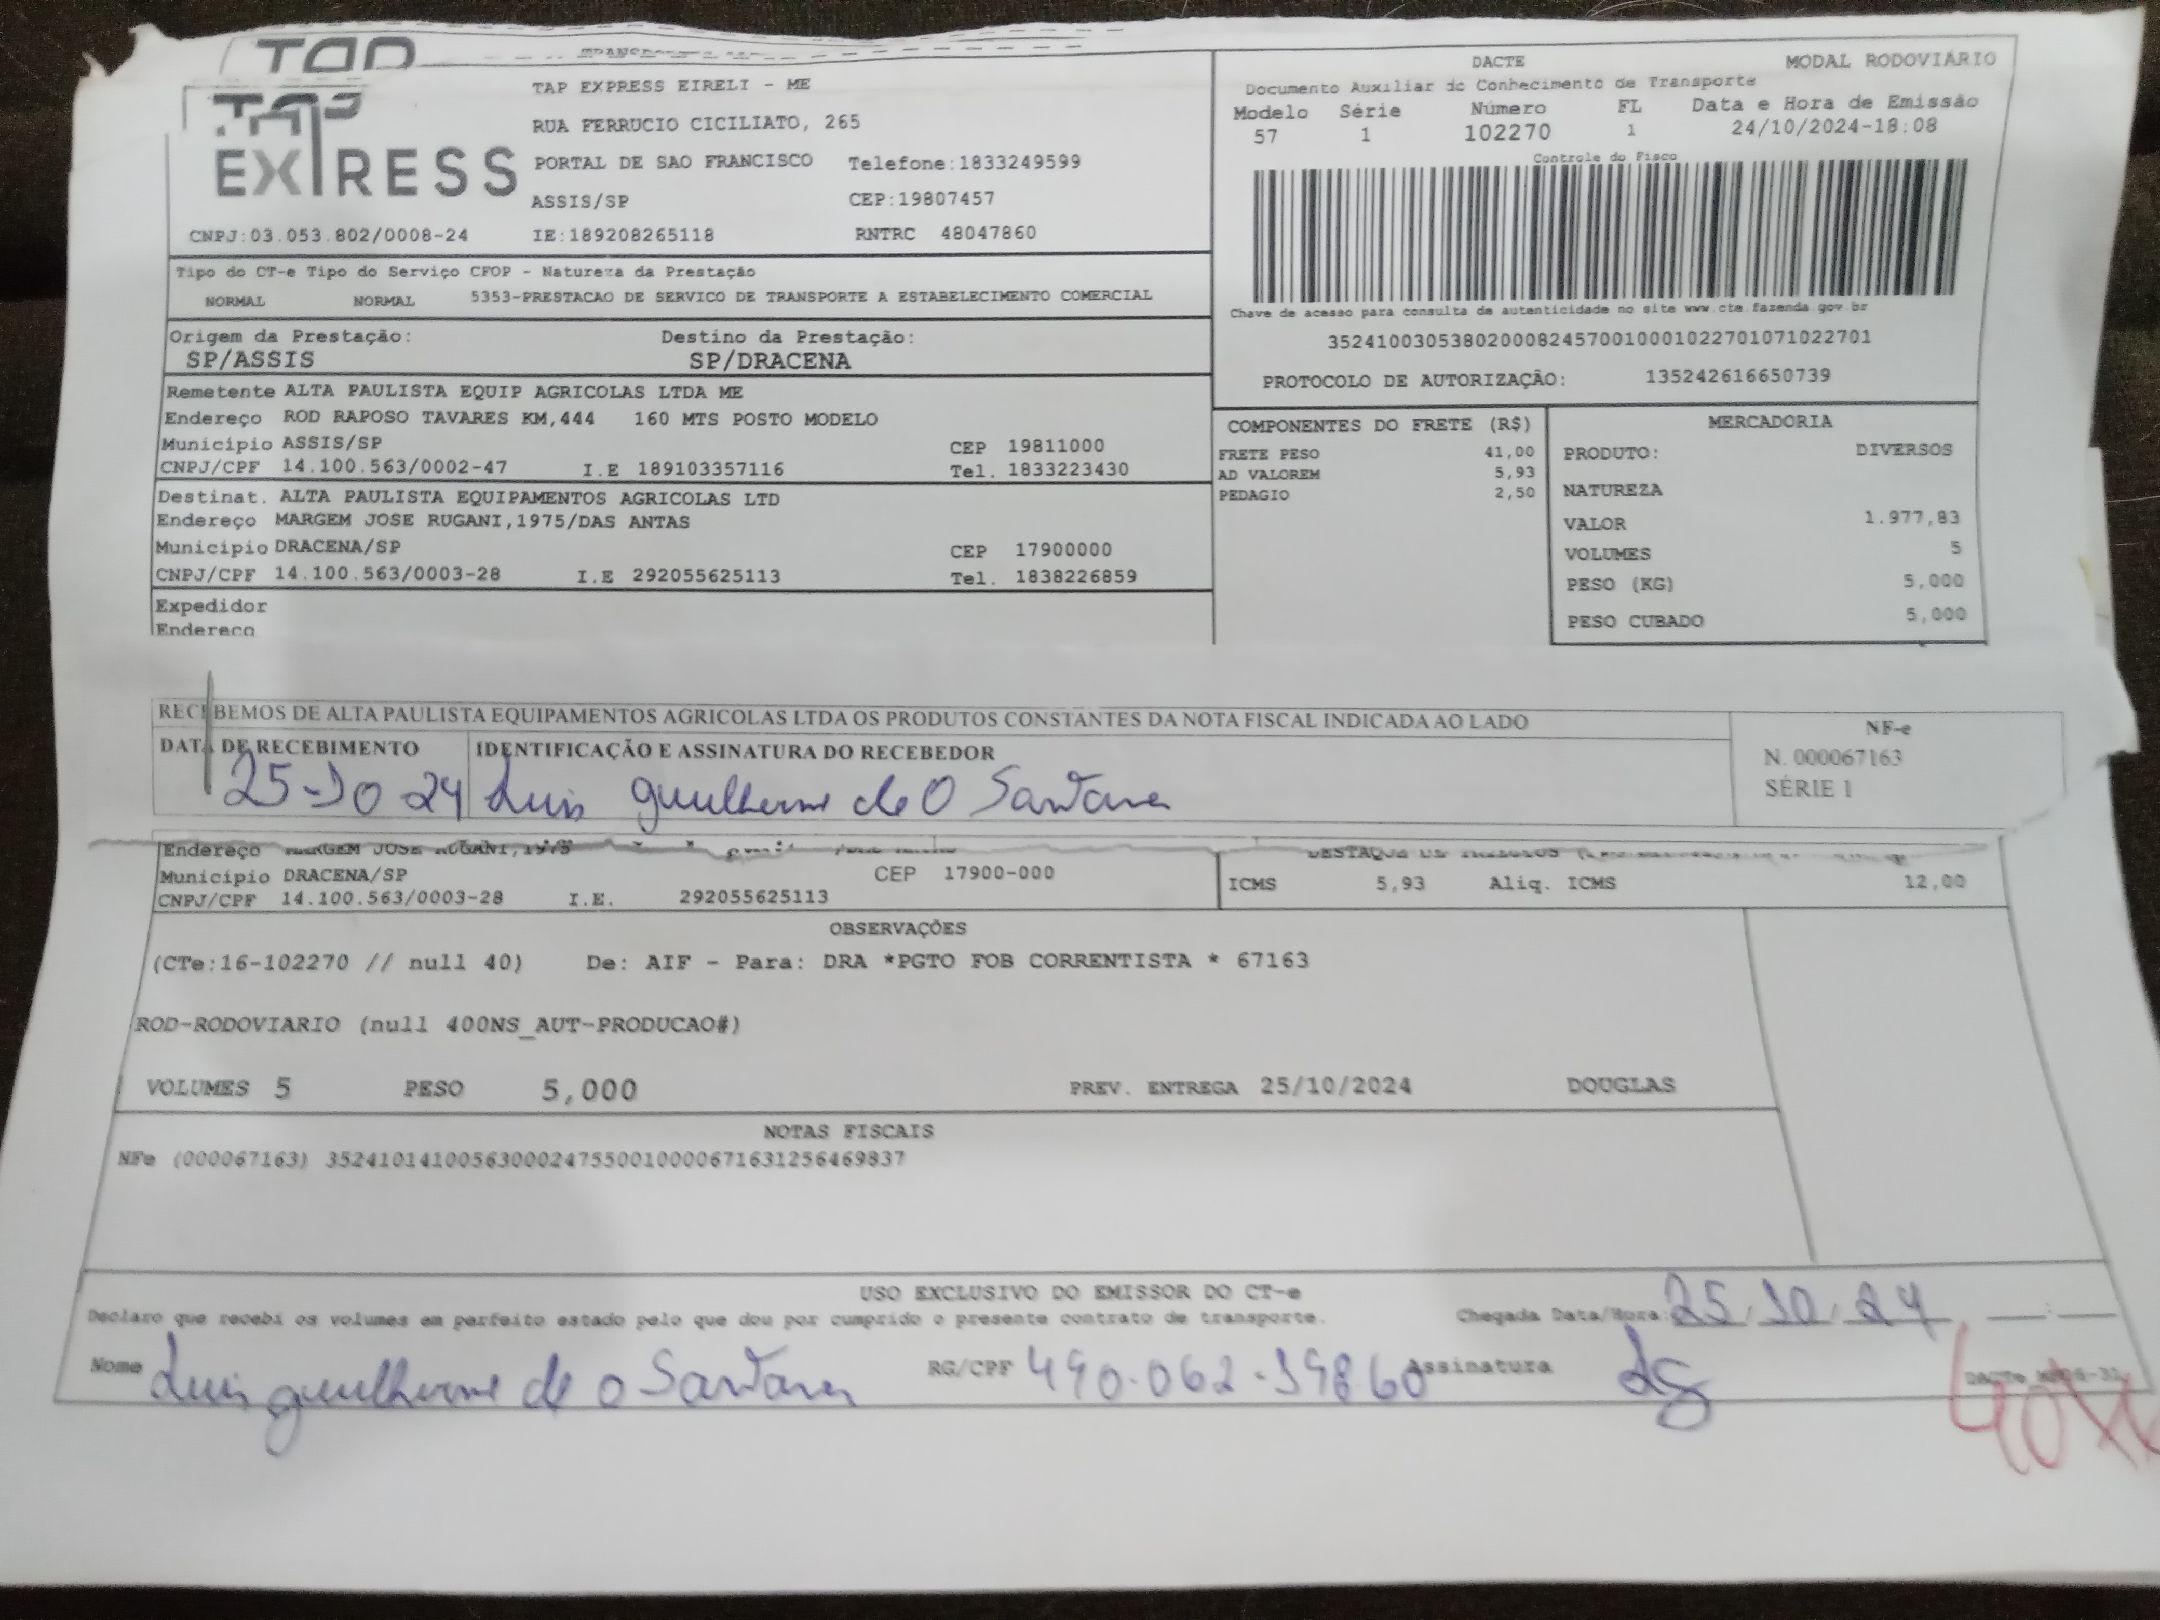 TAP
TRANSPORTE
TAP EXPRESS
TAP EXPRESS EIRELI - ME
RUA FERRUCIO CICILIATO, 265
PORTAL DE SAO FRANCISCO Telefone:1833249599
ASSIS/SP CEP:19807457
CNPJ:03.053.802/0008-24 IE:189208265118 RNTRC 48047860
DACTE MODAL RODOVIARIO
Documento Auxiliar de Conhecimento de Transporte
Modelo Série Número FL Data e Hora de Emissão
57 1 102270 1 24/10/2024-18:08
Controle do Fisco
Chave de acesso para consulta de autenticidade no site www.cte.fazenda.gov.br
35241003053802000824570010001022701071022701
PROTOCOLO DE AUTORIZAÇÃO: 135242616650739
Tipo do CT-e Tipo do Serviço CFOP - Natureza da Prestação
NORMAL NORMAL 5353-PRESTACAO DE SERVICO DE TRANSPORTE A ESTABELECIMENTO COMERCIAL
Origem da Prestação: Destino da Prestação:
SP/ASSIS SP/DRACENA
Remetente ALTA PAULISTA EQUIP AGRICOLAS LTDA ME
Endereço ROD RAPOSO TAVARES KM,444 160 MTS POSTO MODELO
Município ASSIS/SP CEP 19811000
CNPJ/CPF 14.100.563/0002-47 I.E 189103357116 Tel. 1833223430
Destinat. ALTA PAULISTA EQUIPAMENTOS AGRICOLAS LTD
Endereço MARGEM JOSE RUGANI,1975/DAS ANTAS
Município DRACENA/SP CEP 17900000
CNPJ/CPF 14.100.563/0003-28 I.E 292055625113 Tel. 1838226859
Expedidor
Endereço
COMPONENTES DO FRETE (R$)
FRETE PESO 41,00
AD VALOREM 5,93
PEDAGIO 2,50
MERCADORIA
PRODUTO: DIVERSOS
NATUREZA
VALOR 1.977,83
VOLUMES 5
PESO (KG) 5,000
PESO CUBADO 5,000
RECEBEMOS DE ALTA PAULISTA EQUIPAMENTOS AGRICOLAS LTDA OS PRODUTOS CONSTANTES DA NOTA FISCAL INDICADA AO LADO
DATA DE RECEBIMENTO IDENTIFICAÇÃO E ASSINATURA DO RECEBEDOR
25-10 24 Luis guilherme de O Santana
NF-e
N. 000067163
SÉRIE 1
Endereço MARGEM JOSE RUGANI,1975
Município DRACENA/SP CEP 17900-000
CNPJ/CPF 14.100.563/0003-28 I.E. 292055625113
ICMS 5,93 Aliq. ICMS 12,00
OBSERVAÇÕES
(CTe:16-102270 // null 40) De: AIF - Para: DRA *PGTO FOB CORRENTISTA * 67163
ROD-RODOVIARIO (null 400NS_AUT-PRODUCAO#)
VOLUMES 5 PESO 5,000 PREV. ENTREGA 25/10/2024 DOUGLAS
NOTAS FISCAIS
NFe (000067163) 35241014100563000247550010000671631256469837
USO EXCLUSIVO DO EMISSOR DO CT-e
Declaro que recebi os volumes em perfeito estado pelo que dou por cumprido o presente contrato de transporte. Chegada Data/Hora: 25/10/24
Nome Luis guilherme de o Santana RG/CPF 490.062.19860 Assinatura